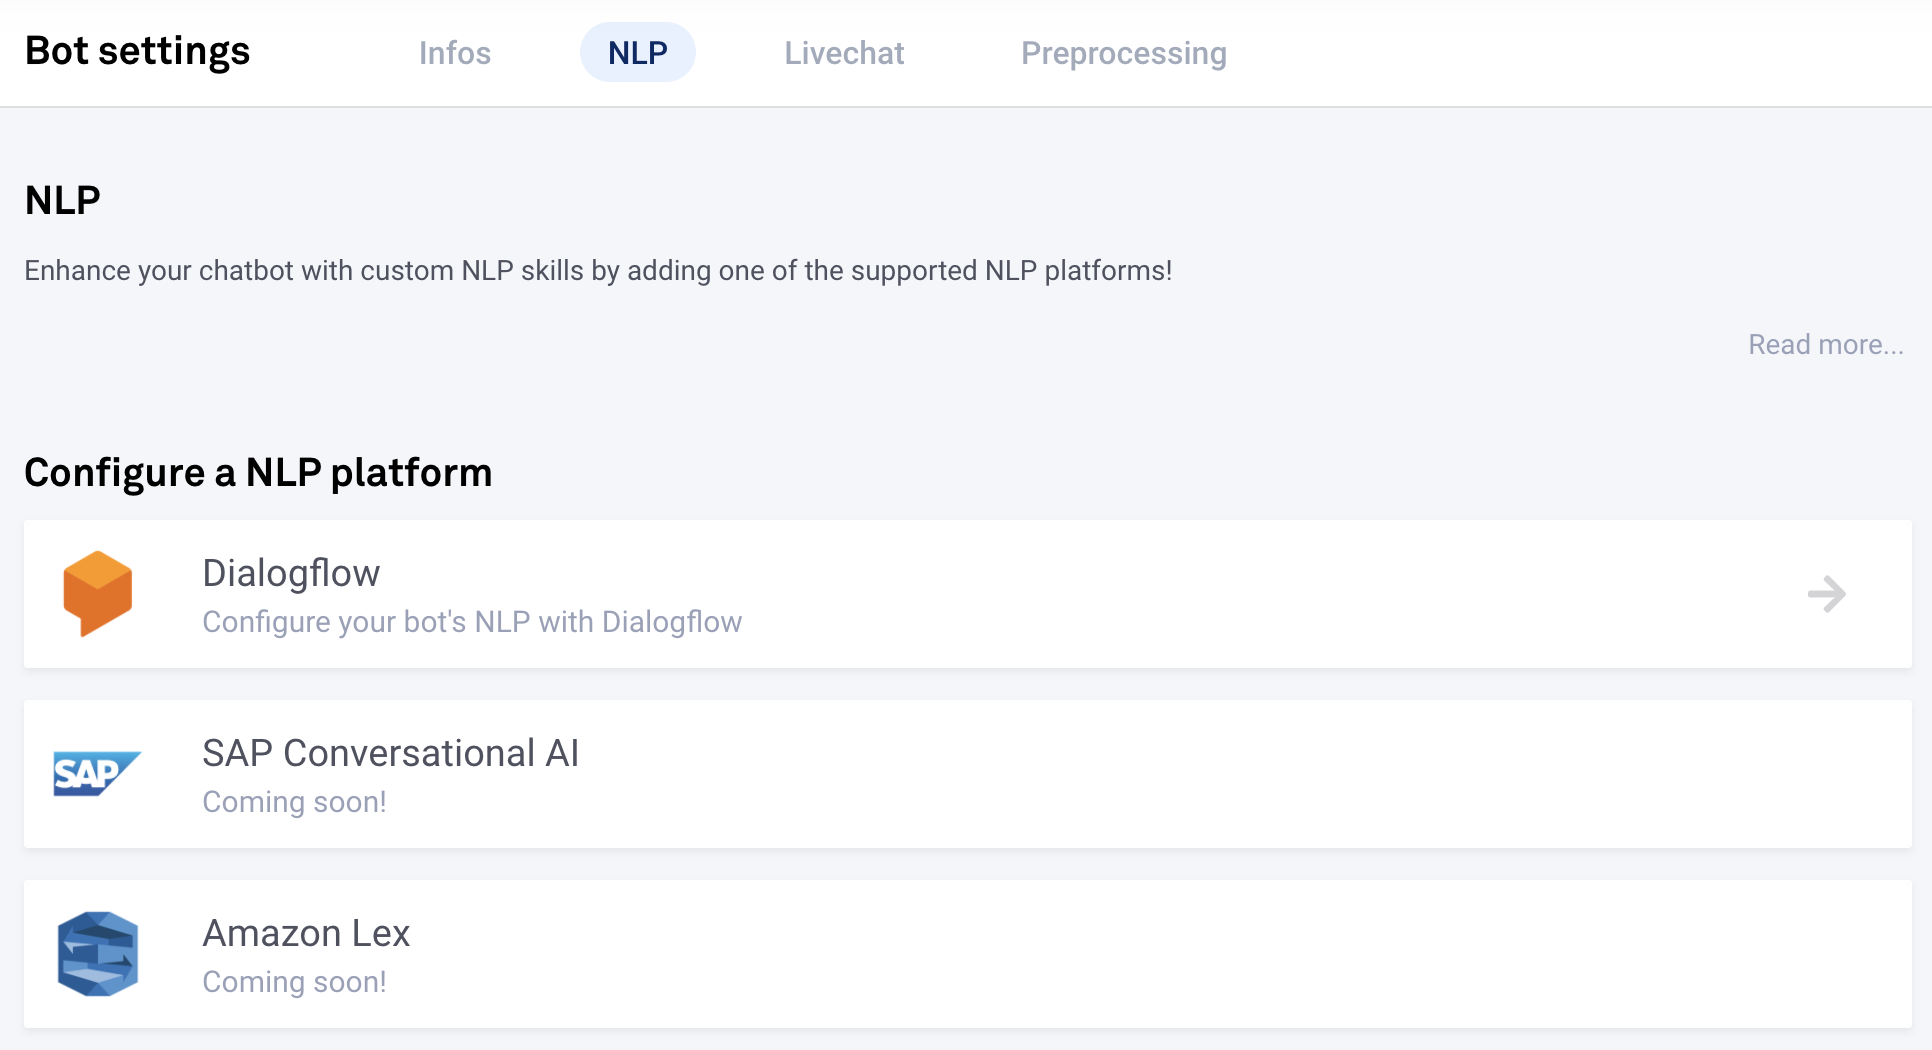 Bot settings
Infos
NLP
Livechat
Preprocessing
NLP
Enhance your chatbot with custom NLP skills by adding one of the supported NLP platforms!
Read more...
Configure a NLP platform
Dialogflow
Configure your bot's NLP with Dialogflow
SAP
SAP Conversational AI
Coming soon!
Amazon Lex
Coming soon!